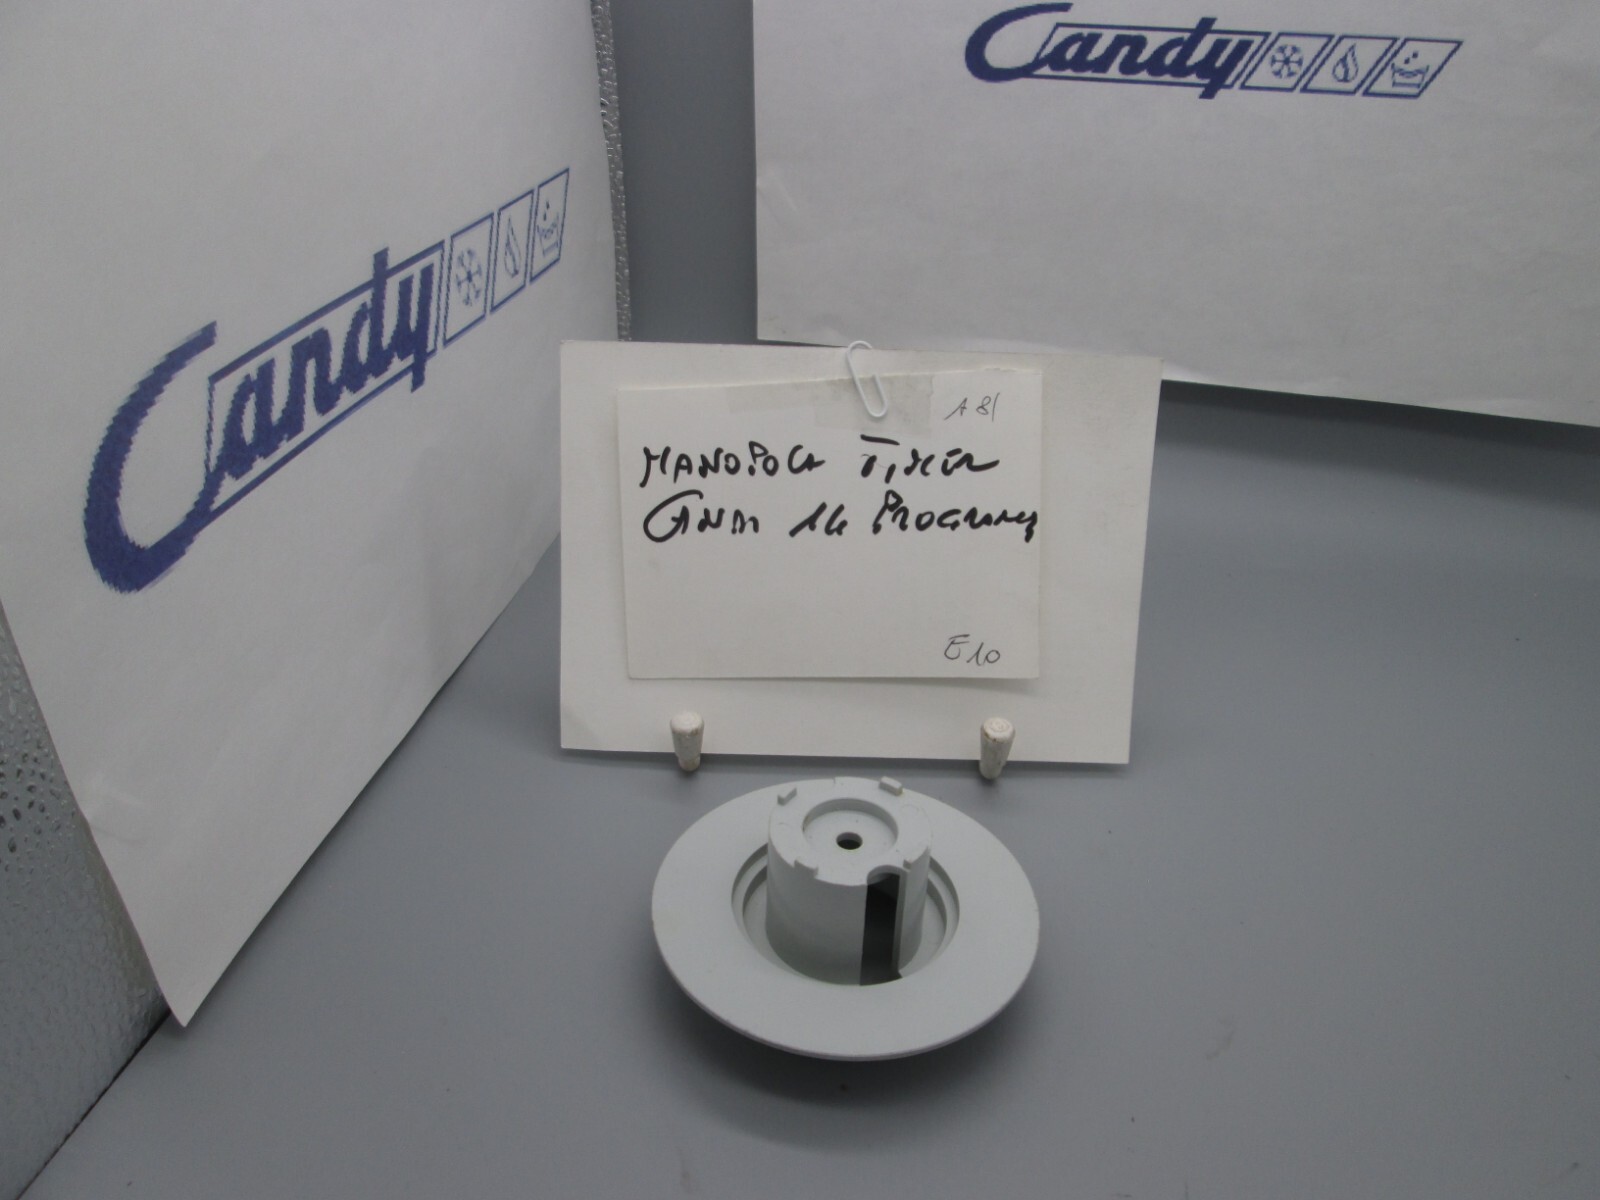 Candy
Candy
A 81
MANOPOLA TIMER
CANDY 16 PROGRAMMI
E10